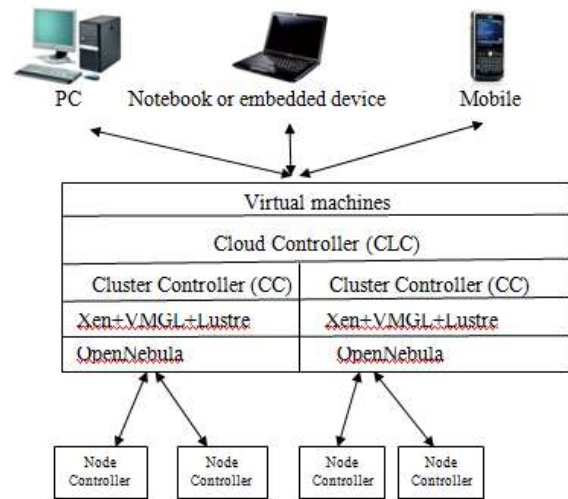 PC
Notebook or embedded device
Mobile
Virtual machines
Cloud Controller (CLC)
Cluster Controller (CC)
Cluster Controller (CC)
Xen+VMGL+Lustre
Xen+VMGL+Lustre
OpenNebula
OpenNebula
Node
Controller
Node
Controller
Node
Controller
Node
Controller